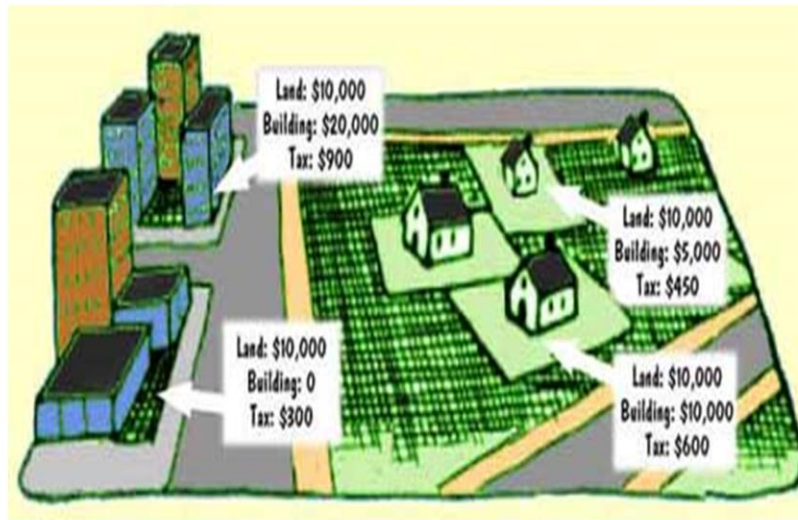 Land: $10,000
Building: $20,000
Tax: $900
Land: $10,000
Building: $5,000
Tax: $450
Land: $10,000
Building: 0
Tax: $300
Land: $10,000
Building: $10,000
Tax: $600